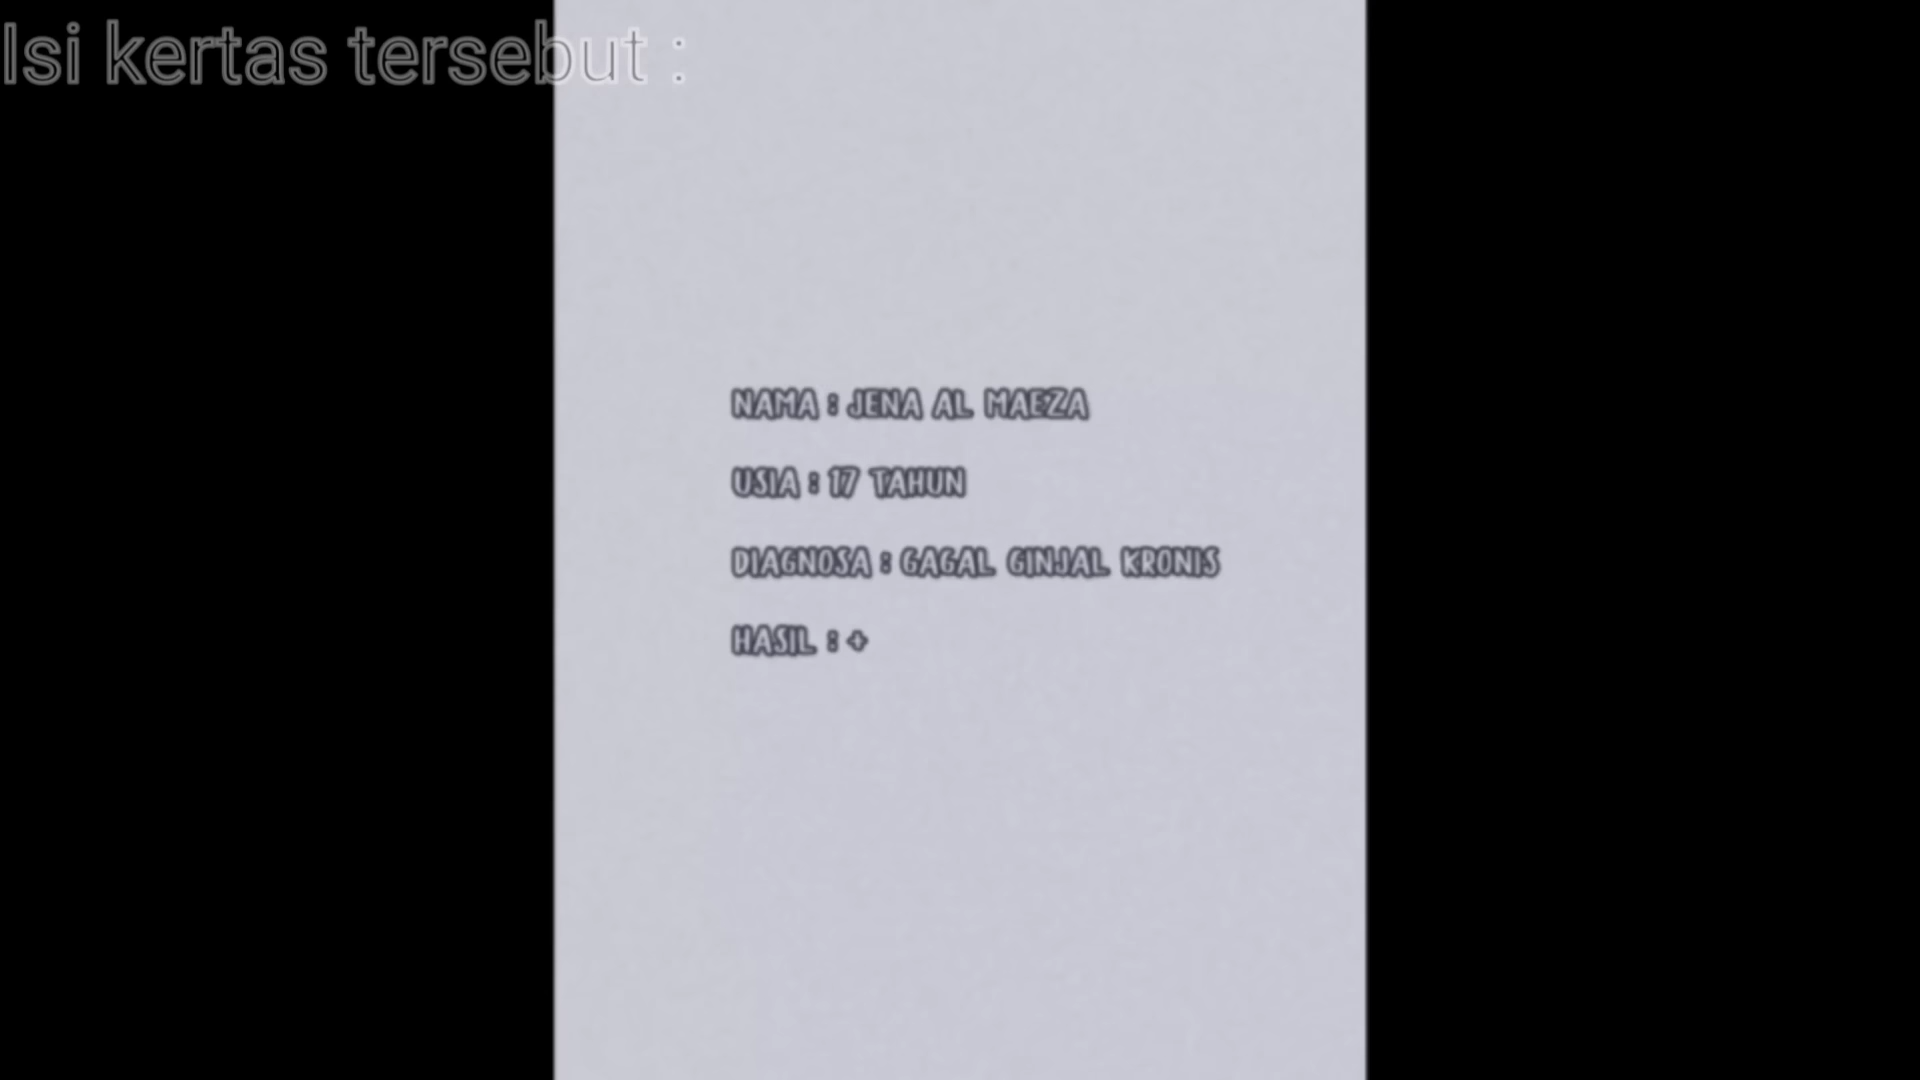 Isi kertas tersebut :
NAMA : JENA AL MAEZA
USIA : 17 TAHUN
DIAGNOSA : GAGAL GINJAL KRONIS
HASIL : +